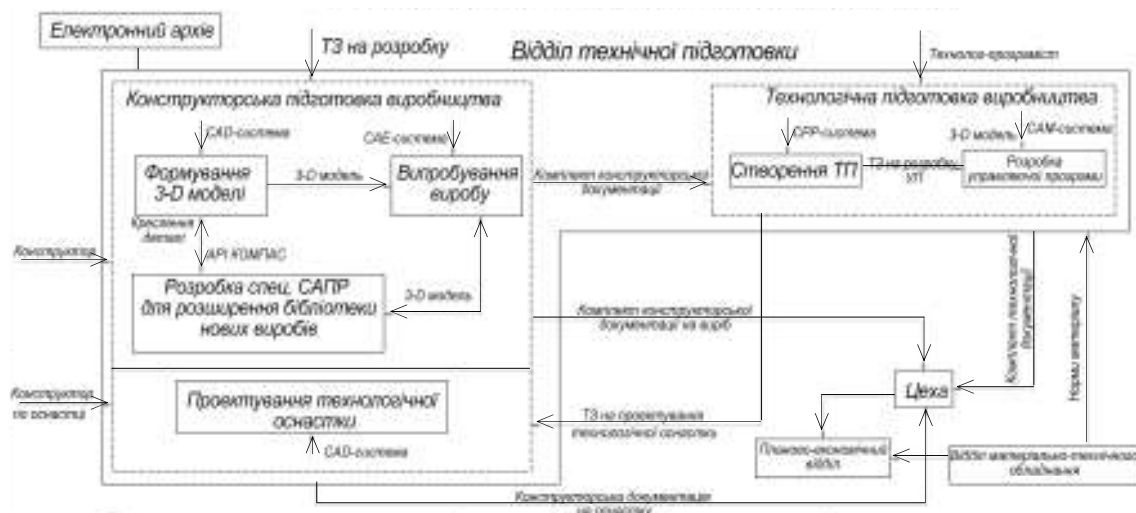 Електронний архів
ТЗ на розробку
Відділ технічної підготовки
Технолог-програміст
Конструкторська підготовка виробництва
Технологічна підготовка виробництва
CAD-система
CAE-система
CPP-система
3-D модель
CAM-система
Формування
3-D моделі
3-D модель
Випробування
виробу
Комплект конструкторської
документації
Створення ТП
ТЗ на розробку
УП
Розробка
управляючої програми
Креслення
деталі
API КОМПАС
Конструктор
Розробка спец. САПР
для розширення бібліотеки
нових виробів
3-D модель
Комплект конструкторської
документації на виріб
Комплект технологічної
документації
Норми матеріалу
Конструктор
по оснастці
Проектування технологічної
оснастки
CAD-система
ТЗ на проектування
технологічної оснастки
Цеха
Планово-економічний
відділ
Відділ матеріально-технічного
обладнання
Конструкторська документація
на оснастку